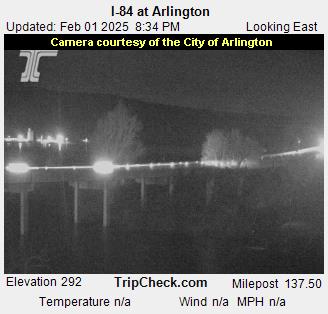 I-84 at Arlington
Updated: Feb 01 2025 8:34 PM Looking East
Camera courtesy of the City of Arlington
Elevation 292 TripCheck.com Milepost 137.50
Temperature n/a Wind n/a MPH n/a